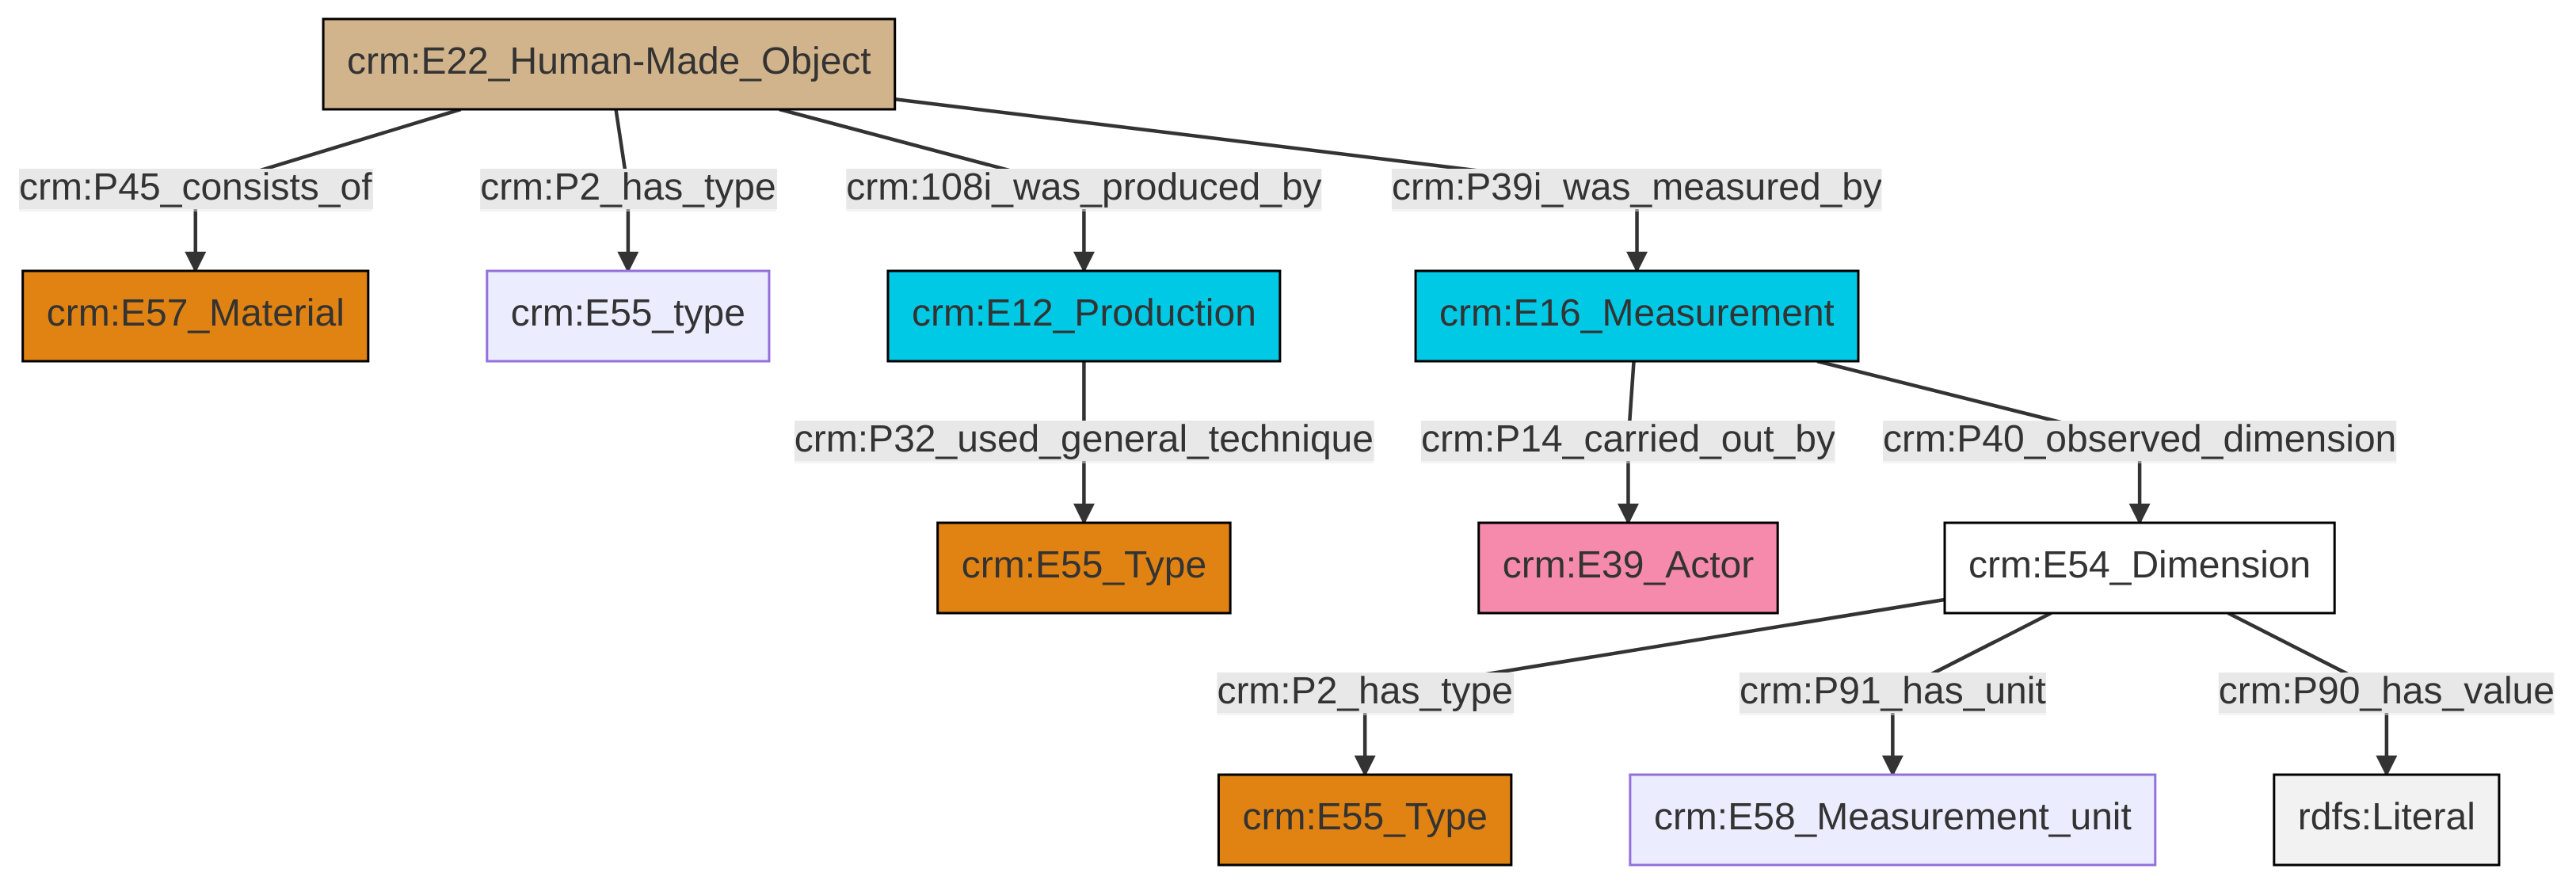 crm:E22_Human-Made_Object
crm:P45_consists_of
crm:P2_has_type
crm:108i_was_produced_by
crm:P39i_was_measured_by
crm:E57_Material
crm:E55_type
crm:E12_Production
crm:E16_Measurement
crm:P32_used_general_technique
crm:P14_carried_out_by
crm:P40_observed_dimension
crm:E55_Type
crm:E39_Actor
crm:E54_Dimension
crm:P2_has_type
crm:P91_has_unit
crm:P90_has_value
crm:E55_Type
crm:E58_Measurement_unit
rdfs:Literal